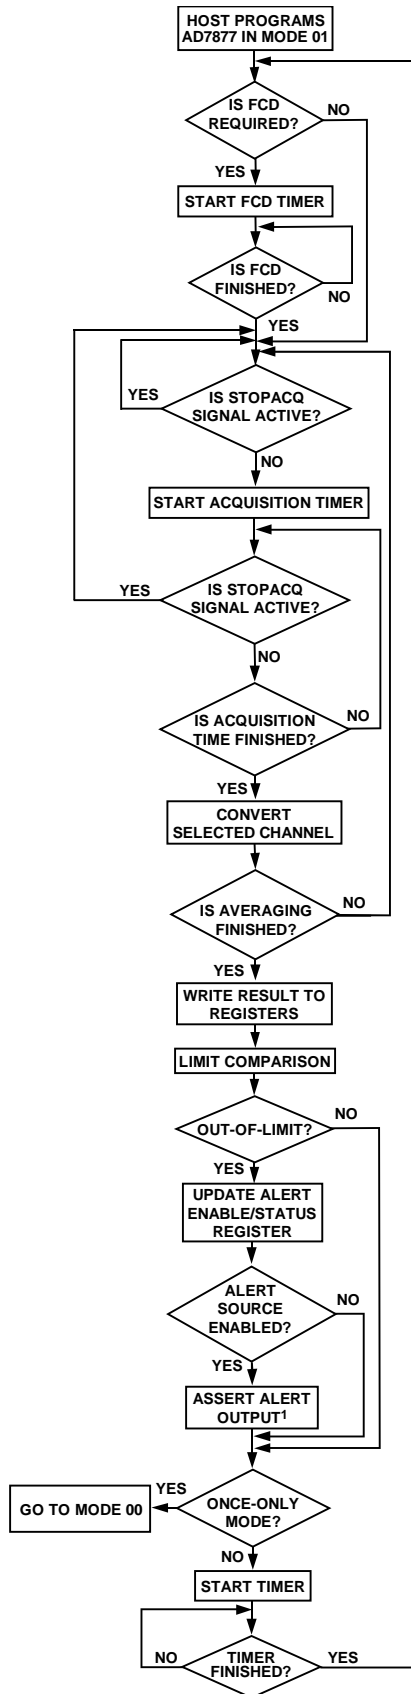 HOST PROGRAMS
AD7877 IN MODE 01
IS FCD
REQUIRED?
NO
YES
START FCD TIMER
IS FCD
FINISHED?
NO
YES
IS STOPACQ
SIGNAL ACTIVE?
YES
NO
START ACQUISITION TIMER
IS STOPACQ
SIGNAL ACTIVE?
YES
NO
IS ACQUISITION
TIME FINISHED?
NO
YES
CONVERT
SELECTED CHANNEL
IS AVERAGING
FINISHED?
NO
YES
WRITE RESULT TO
REGISTERS
LIMIT COMPARISON
OUT-OF-LIMIT?
NO
YES
UPDATE ALERT
ENABLE/STATUS
REGISTER
ALERT
SOURCE
ENABLED?
NO
YES
ASSERT ALERT
OUTPUT¹
ONCE-ONLY
MODE?
YES
GO TO MODE 00
NO
START TIMER
TIMER
FINISHED?
NO
YES